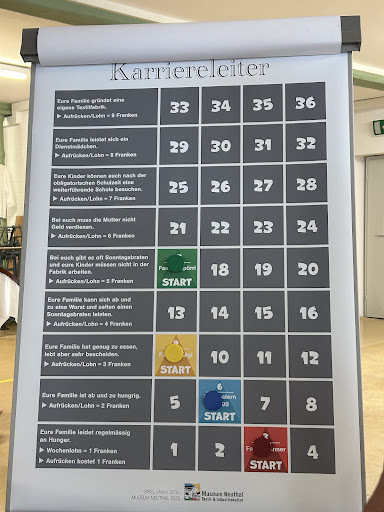 Karriereleiter
Eure Familie gründet eine
eigene Textilfabrik.
▶ Aufrücken/Lohn = 9 Franken
33 34 35 36
Eure Familie leistet sich ein
Dienstmädchen.
▶ Aufrücken/Lohn = 8 Franken
29 30 31 32
Eure Kinder können auch nach der
obligatorischen Schulzeit eine
weiterführende Schule besuchen.
▶ Aufrücken/Lohn = 7 Franken
25 26 27 28
Bei euch muss die Mutter nicht
Geld verdienen.
▶ Aufrücken/Lohn = 6 Franken
21 22 23 24
Bei euch gibt es oft Sonntagsbraten
und eure Kinder müssen nicht in der
Fabrik arbeiten.
▶ Aufrücken/Lohn = 5 Franken
START 18 19 20
Eure Familie kann sich ab und
zu eine Wurst und selten einen
Sonntagsbraten leisten.
▶ Aufrücken/Lohn = 4 Franken
13 14 15 16
Eure Familie hat genug zu essen,
lebt aber sehr bescheiden.
▶ Aufrücken/Lohn = 3 Franken
START 10 11 12
Eure Familie ist ab und zu hungrig.
▶ Aufrücken/Lohn = 2 Franken
5 6 START 7 8
Eure Familie leidet regelmässig
an Hunger.
▶ Wochenlohn = 1 Franken
▶ Aufrücken kostet 1 Franken
1 2 START 4
MUSEUM NEUTHAL
Museum Neuthal
Textil- & Industriekultur